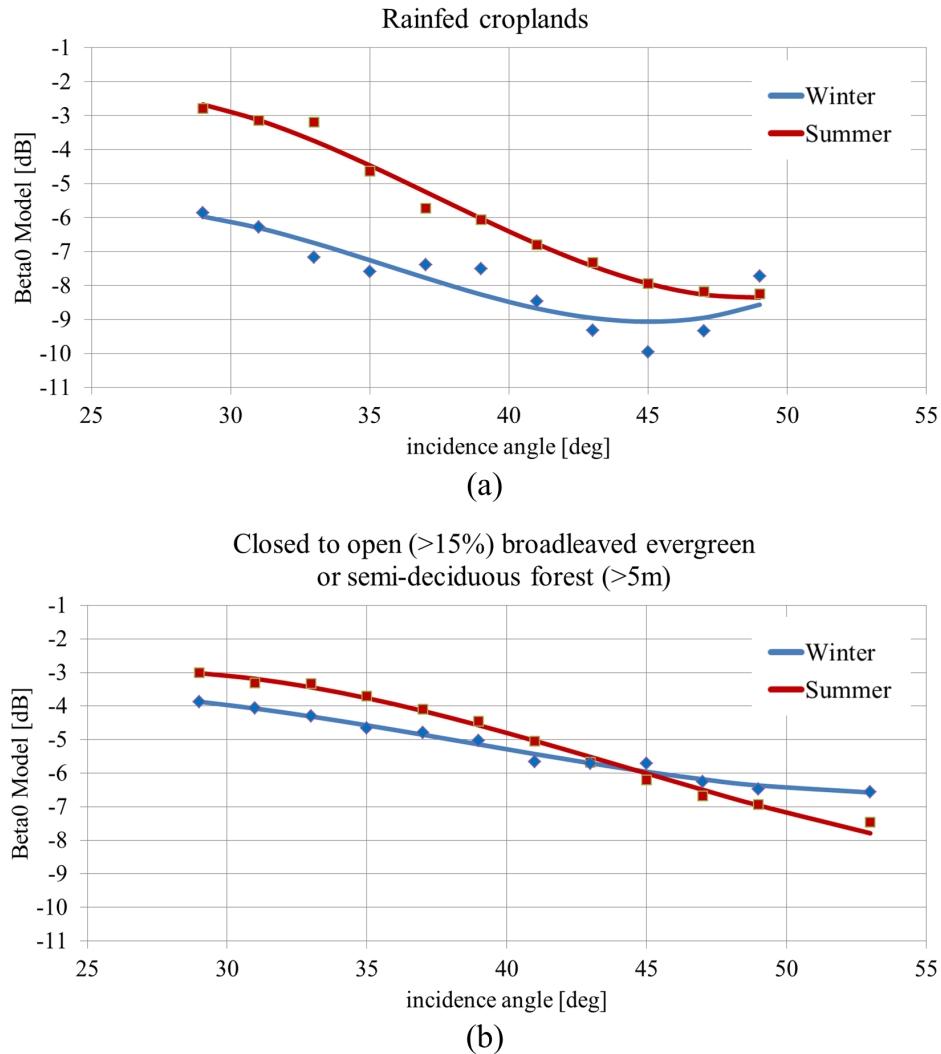 Rainfed croplands
-1
-2
-3
-4
-5
-6
-7
-8
-9
-10
-11
Beta0 Model [dB]
Winter
Summer
25 30 35 40 45 50 55
incidence angle [deg]
(a)
Closed to open (>15%) broadleaved evergreen
or semi-deciduous forest (>5m)
-1
-2
-3
-4
-5
-6
-7
-8
-9
-10
-11
Beta0 Model [dB]
Winter
Summer
25 30 35 40 45 50 55
incidence angle [deg]
(b)